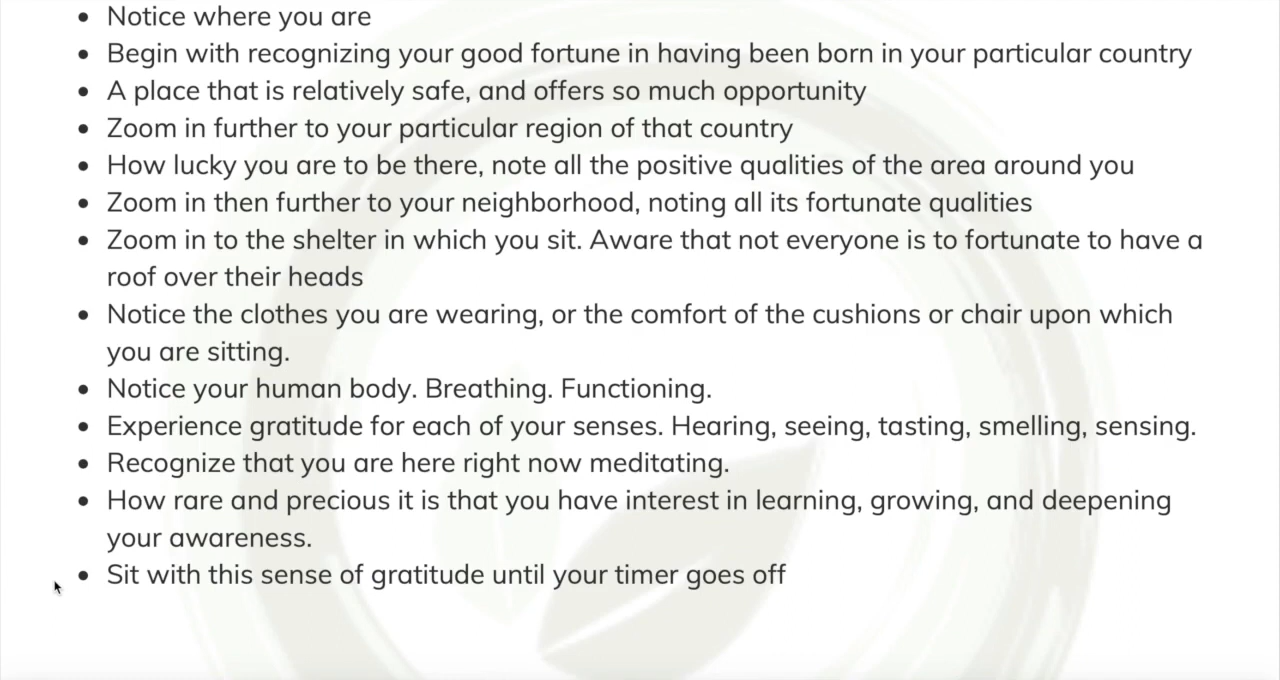 • Notice where you are
• Begin with recognizing your good fortune in having been born in your particular country
• A place that is relatively safe, and offers so much opportunity
• Zoom in further to your particular region of that country
• How lucky you are to be there, note all the positive qualities of the area around you
• Zoom in then further to your neighborhood, noting all its fortunate qualities
• Zoom in to the shelter in which you sit. Aware that not everyone is to fortunate to have a
roof over their heads
• Notice the clothes you are wearing, or the comfort of the cushions or chair upon which
you are sitting.
• Notice your human body. Breathing. Functioning.
• Experience gratitude for each of your senses. Hearing, seeing, tasting, smelling, sensing.
• Recognize that you are here right now meditating.
• How rare and precious it is that you have interest in learning, growing, and deepening
your awareness.
• Sit with this sense of gratitude until your timer goes off